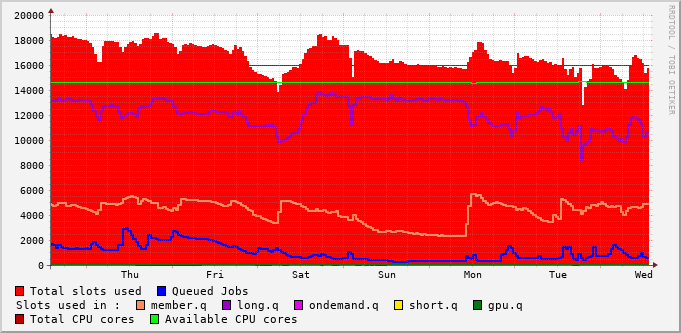 RRDTOOL / TOBI OETIKER
20000
18000
16000
14000
12000
10000
8000
6000
4000
2000
0
Thu Fri Sat Sun Mon Tue Wed
Total slots used Queued Jobs
Slots used in : member.q long.q ondemand.q short.q gpu.q
Total CPU cores Available CPU cores